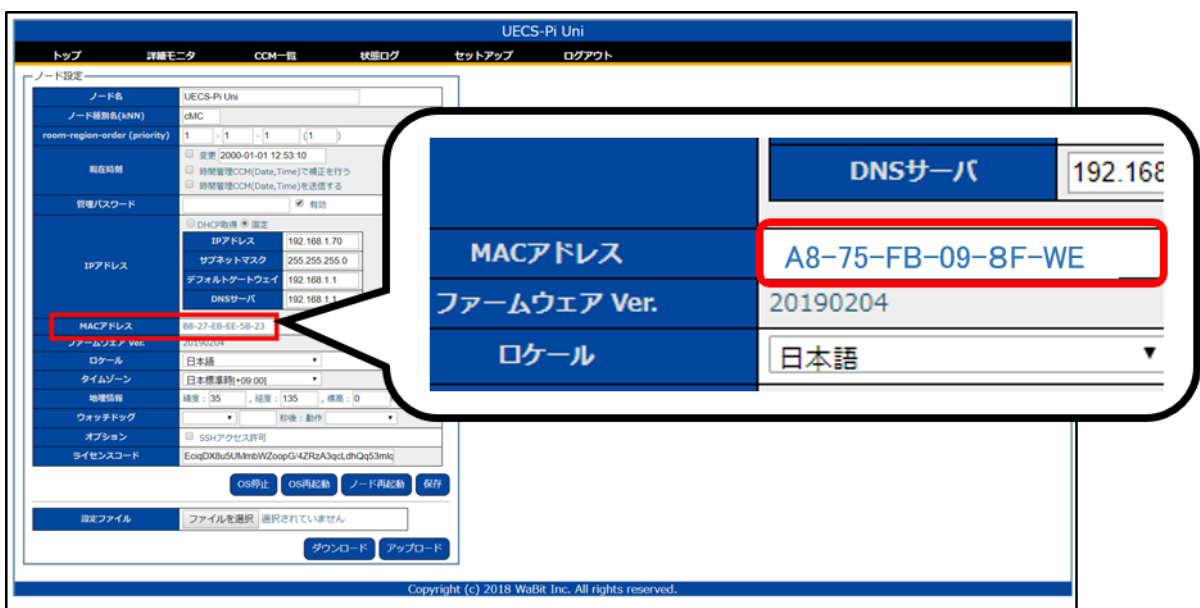 UECS-Pi Uni
トップ 詳細モニタ CCM一覧 状態ログ セットアップ ログアウト
ノード設定
ノード名 UECS-Pi Uni
ノード種別名(kNN) cMC
room-region-order (priority) 1 - 1 - 1 (1 )
現在時刻
変更 2000-01-01 12:53:10
時間管理CCM(Date,Time)で補正を行う
時間管理CCM(Date,Time)を送信する
管理パスワード 有効
IPアドレス
DHCP取得 固定
IPアドレス 192.168.1.70
サブネットマスク 255.255.255.0
デフォルトゲートウェイ 192.168.1.1
DNSサーバ 192.168.1.1
MACアドレス B8-27-EB-EE-5B-23
ファームウェア Ver. 20190204
ロケール 日本語
タイムゾーン 日本標準時[+09:00]
地理情報 緯度 : 35 , 経度 : 135 , 標高 : 0
ウォッチドッグ 秒後 : 動作
オプション SSHアクセス許可
ライセンスコード
OS停止 OS再起動 ノード再起動 保存
設定ファイル ファイルを選択 選択されていません
ダウンロード アップロード
DNSサーバ 192.168
MACアドレス A8-75-FB-09-8F-WE
ファームウェア Ver. 20190204
ロケール 日本語
Copyright (c) 2018 WaBit Inc. All rights reserved.